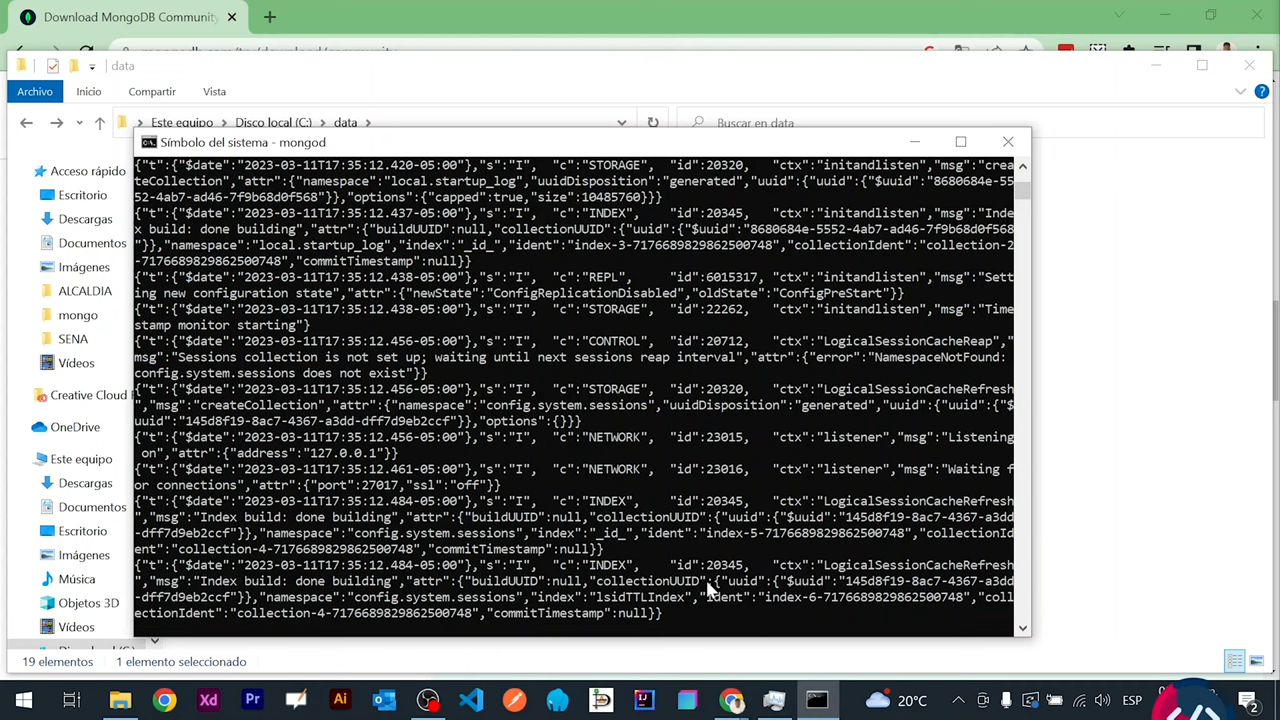 Download MongoDB Community
data
Archivo
Inicio
Compartir
Vista
Este equipo
Disco local (C:)
data
Buscar en data
Símbolo del sistema - mongod
{"t":{"$date":"2023-03-11T17:35:12.420-05:00"},"s":"I", "c":"STORAGE", "id":20320, "ctx":"initandlisten","msg":"crea
teCollection","attr":{"namespace":"local.startup_log","uuidDisposition":"generated","uuid":{"uuid":{"$uuid":"8680684e-55
52-4ab7-ad46-7f9b68d0f568"}},"options":{"capped":true,"size":10485760}}}
{"t":{"$date":"2023-03-11T17:35:12.437-05:00"},"s":"I", "c":"INDEX", "id":20345, "ctx":"initandlisten","msg":"Inde
x build: done building","attr":{"buildUUID":null,"collectionUUID":{"uuid":{"$uuid":"8680684e-5552-4ab7-ad46-7f9b68d0f568
"}},"namespace":"local.startup_log","index":"_id_","ident":"index-3-7176689829862500748","collectionIdent":"collection-2
-7176689829862500748","commitTimestamp":null}}
{"t":{"$date":"2023-03-11T17:35:12.438-05:00"},"s":"I", "c":"REPL", "id":6015317, "ctx":"initandlisten","msg":"Sett
ing new configuration state","attr":{"newState":"ConfigReplicationDisabled","oldState":"ConfigPreStart"}}
{"t":{"$date":"2023-03-11T17:35:12.438-05:00"},"s":"I", "c":"STORAGE", "id":22262, "ctx":"initandlisten","msg":"Time
stamp monitor starting"}
{"t":{"$date":"2023-03-11T17:35:12.456-05:00"},"s":"I", "c":"CONTROL", "id":20712, "ctx":"LogicalSessionCacheReap","
msg":"Sessions collection is not set up; waiting until next sessions reap interval","attr":{"error":"NamespaceNotFound:
config.system.sessions does not exist"}}
{"t":{"$date":"2023-03-11T17:35:12.456-05:00"},"s":"I", "c":"STORAGE", "id":20320, "ctx":"LogicalSessionCacheRefresh
","msg":"createCollection","attr":{"namespace":"config.system.sessions","uuidDisposition":"generated","uuid":{"uuid":{"$
uuid":"145d8f19-8ac7-4367-a3dd-dff7d9eb2ccf"}},"options":{}}}
{"t":{"$date":"2023-03-11T17:35:12.456-05:00"},"s":"I", "c":"NETWORK", "id":23015, "ctx":"listener","msg":"Listening
on","attr":{"address":"127.0.0.1"}}
{"t":{"$date":"2023-03-11T17:35:12.461-05:00"},"s":"I", "c":"NETWORK", "id":23016, "ctx":"listener","msg":"Waiting f
or connections","attr":{"port":27017,"ssl":"off"}}
{"t":{"$date":"2023-03-11T17:35:12.484-05:00"},"s":"I", "c":"INDEX", "id":20345, "ctx":"LogicalSessionCacheRefresh
","msg":"Index build: done building","attr":{"buildUUID":null,"collectionUUID":{"uuid":{"$uuid":"145d8f19-8ac7-4367-a3dd
-dff7d9eb2ccf"}},"namespace":"config.system.sessions","index":"_id_","ident":"index-5-7176689829862500748","collectionId
ent":"collection-4-7176689829862500748","commitTimestamp":null}}
{"t":{"$date":"2023-03-11T17:35:12.484-05:00"},"s":"I", "c":"INDEX", "id":20345, "ctx":"LogicalSessionCacheRefresh
","msg":"Index build: done building","attr":{"buildUUID":null,"collectionUUID":{"uuid":{"$uuid":"145d8f19-8ac7-4367-a3dd
-dff7d9eb2ccf"}},"namespace":"config.system.sessions","index":"lsidTTLIndex","ident":"index-6-7176689829862500748","coll
ectionIdent":"collection-4-7176689829862500748","commitTimestamp":null}}
Acceso rápido
Escritorio
Descargas
Documentos
Imágenes
ALCALDIA
mongo
SENA
Vídeos
Creative Cloud
OneDrive
Este equipo
Descargas
Documentos
Escritorio
Imágenes
Música
Objetos 3D
Vídeos
19 elementos
1 elemento seleccionado
Xd
Pr
Ai
20°C
ESP
2